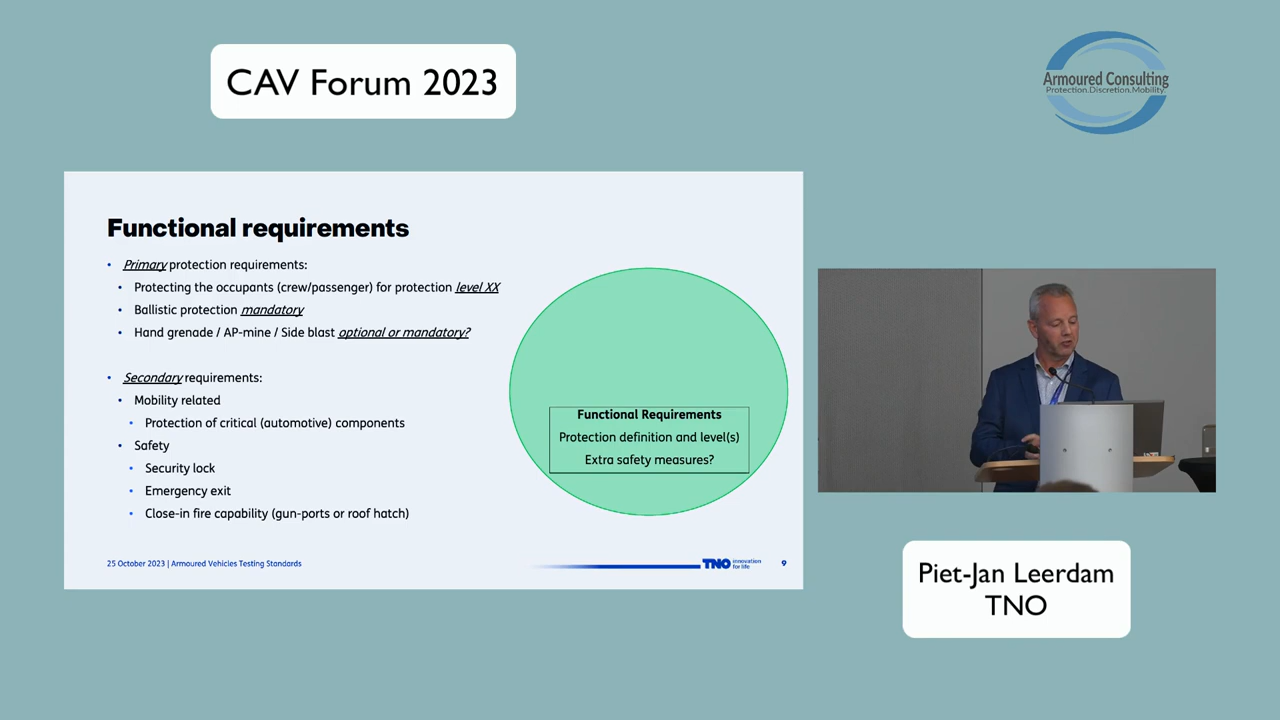 CAV Forum 2023
Armoured Consulting
Protection.Discretion.Mobility.
Functional requirements
• Primary protection requirements:
• Protecting the occupants (crew/passenger) for protection level XX
• Ballistic protection mandatory
• Hand grenade / AP-mine / Side blast optional or mandatory?
• Secondary requirements:
• Mobility related
• Protection of critical (automotive) components
• Safety
• Security lock
• Emergency exit
• Close-in fire capability (gun-ports or roof hatch)
Functional Requirements
Protection definition and level(s)
Extra safety measures?
25 October 2023 | Armoured Vehicles Testing Standards
TNO innovation
for life
9
Piet-Jan Leerdam
TNO